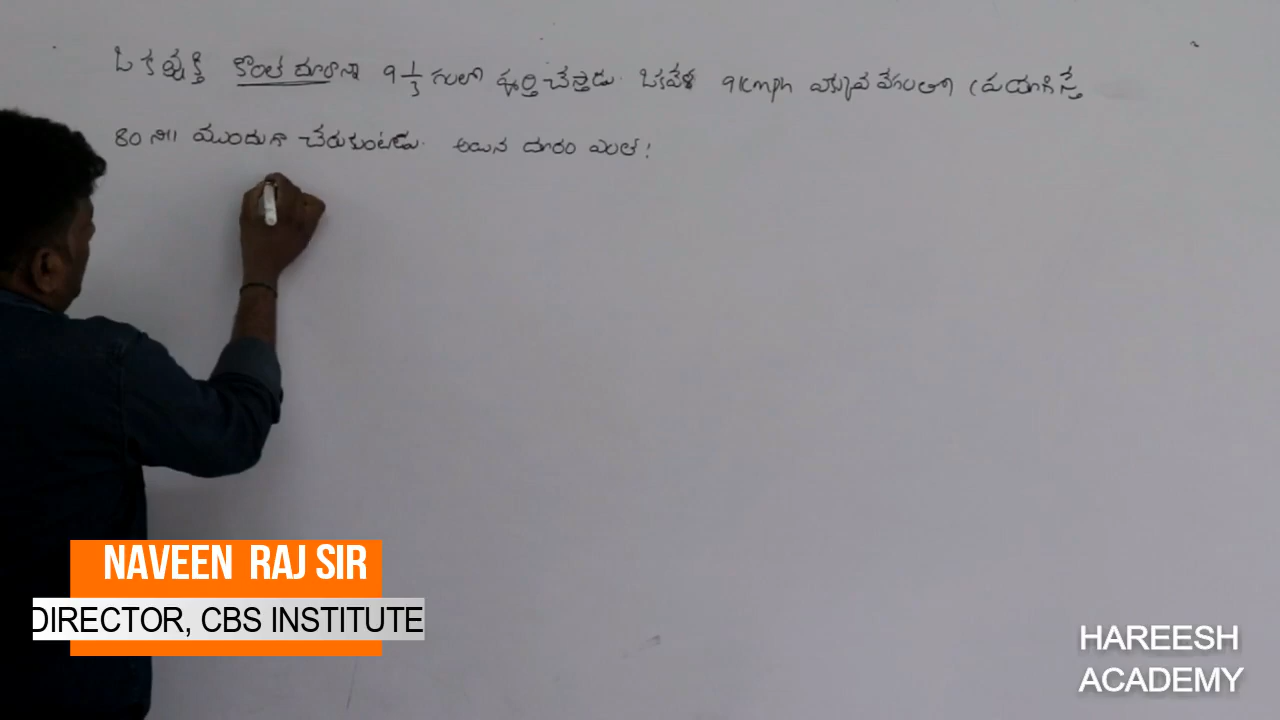 ఒక వ్యక్తి కొంత దూరాన్ని 9 1/3 గంలో పూర్తి చేస్తాడు. ఒకవేళ 9 kmph ఎక్కువ వేగంతో ప్రయాణిస్తే
80 ని॥ ముందుగా చేరుకుంటాడు. అయిన దూరం ఎంత?
NAVEEN RAJ SIR
DIRECTOR, CBS INSTITUTE
HAREESH
ACADEMY